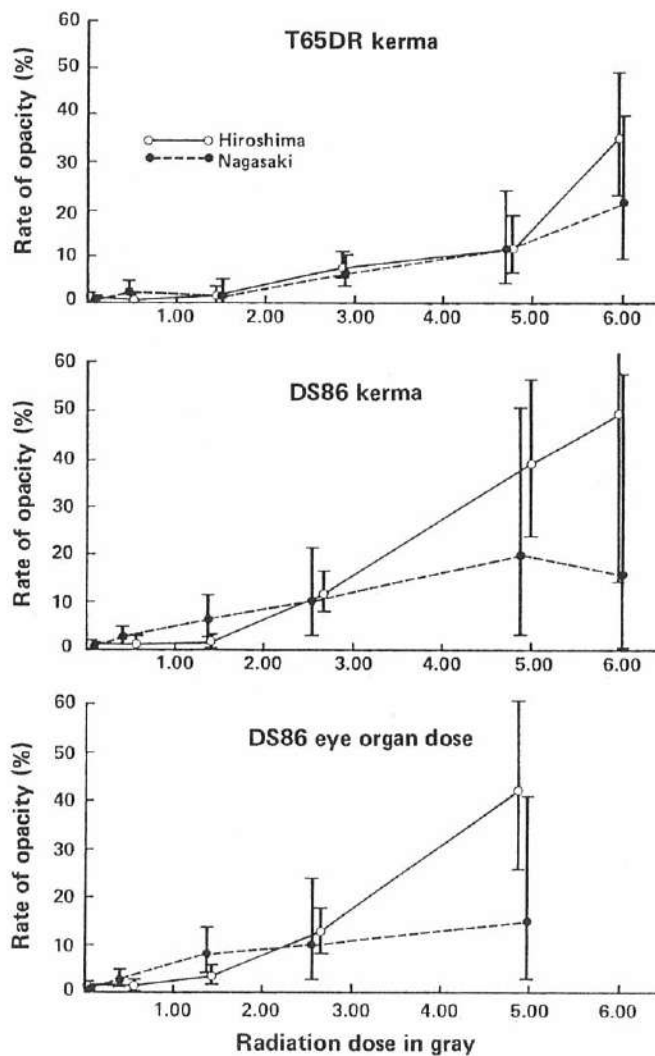 T65DR kerma
Rate of opacity (%)
60
50
40
30
20
10
0
Hiroshima
Nagasaki
1.00 2.00 3.00 4.00 5.00 6.00
DS86 kerma
Rate of opacity (%)
60
50
40
30
20
10
0
1.00 2.00 3.00 4.00 5.00 6.00
DS86 eye organ dose
Rate of opacity (%)
60
50
40
30
20
10
0
1.00 2.00 3.00 4.00 5.00 6.00
Radiation dose in gray